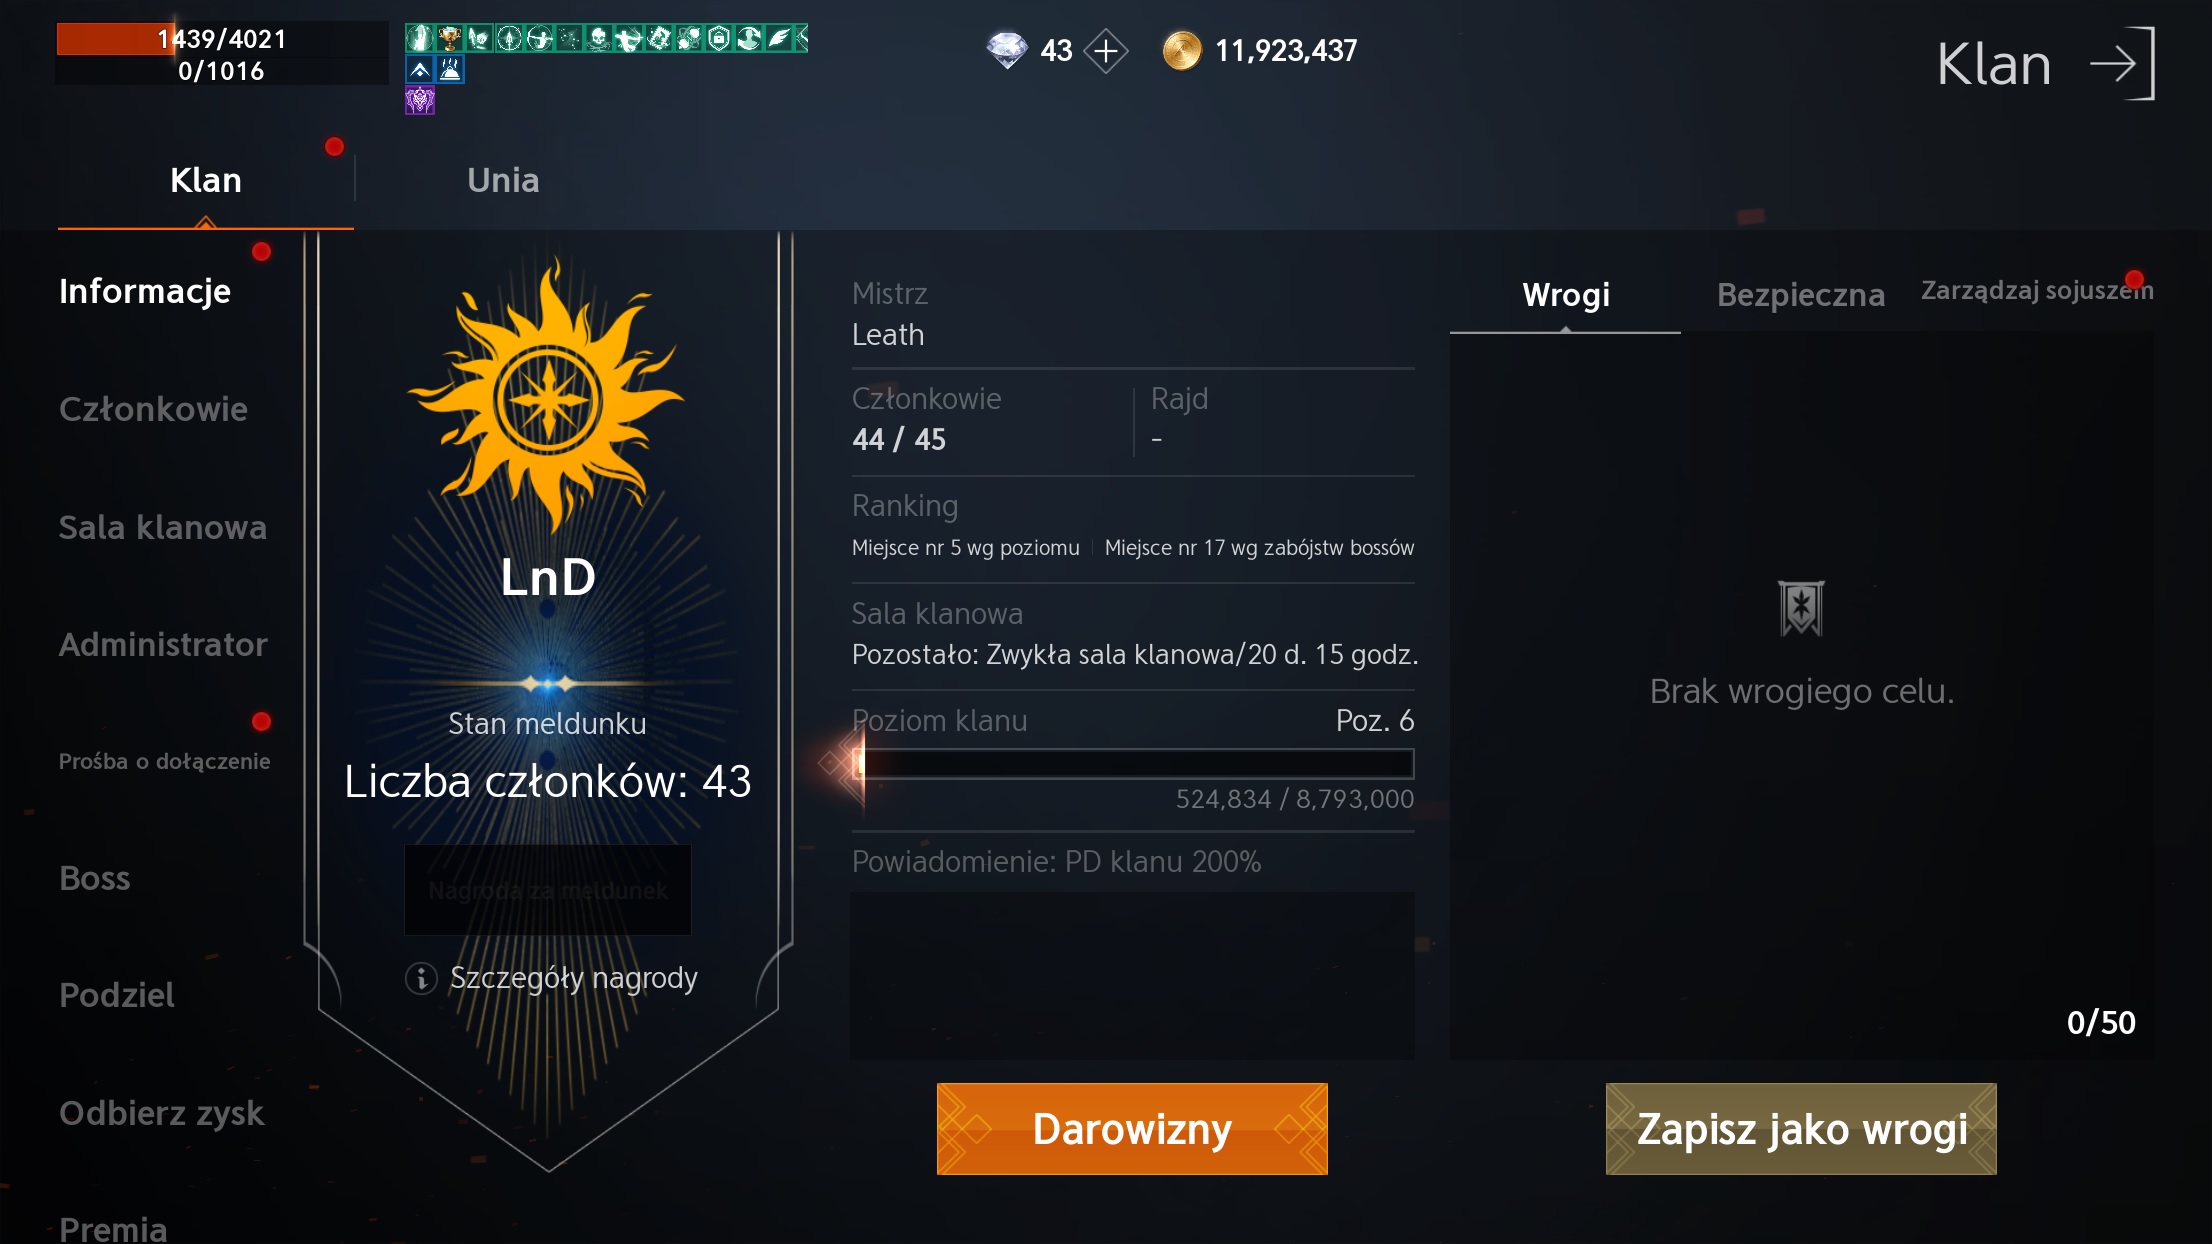 1439/4021
0/1016
43
11,923,437
Klan
Klan
Unia
Informacje
Członkowie
Sala klanowa
Administrator
Prośba o dołączenie
Boss
Podziel
Odbierz zysk
Premia
LnD
Stan meldunku
Liczba członków: 43
Nagroda za meldunek
Szczegóły nagrody
Mistrz
Leath
Członkowie
44 / 45
Rajd
-
Ranking
Miejsce nr 5 wg poziomu
Miejsce nr 17 wg zabójstw bossów
Sala klanowa
Pozostało: Zwykła sala klanowa/20 d. 15 godz.
Poziom klanu
Poz. 6
524,834 / 8,793,000
Powiadomienie: PD klanu 200%
Darowizny
Wrogi
Bezpieczna
Zarządzaj sojuszem
Brak wrogiego celu.
0/50
Zapisz jako wrogi